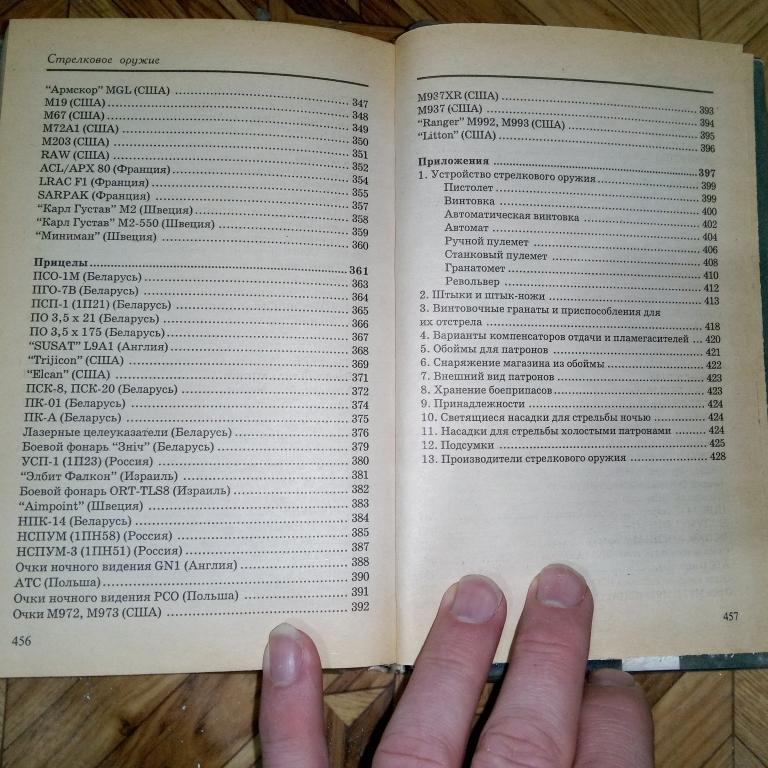 Стрелковое оружие
“Армскор” MGL (США) ........ 347
M19 (США) ........ 348
M67 (США) ........ 349
M72A1 (США) ........ 350
M203 (США) ........ 351
RAW (США) ........ 352
ACL/APX 80 (Франция) ........ 354
LRAC F1 (Франция) ........ 355
SARPAK (Франция) ........ 357
“Карл Густав” M2 (Швеция) ........ 358
“Карл Густав” M2-550 (Швеция) ........ 359
“Миниман” (Швеция) ........ 360
Прицелы ........ 361
ПСО-1М (Беларусь) ........ 363
ПГО-7В (Беларусь) ........ 364
ПСП-1 (1П21) (Беларусь) ........ 365
ПО 3,5 x 21 (Беларусь) ........ 366
ПО 3,5 x 175 (Беларусь) ........ 367
“SUSAT” L9A1 (Англия) ........ 368
“Trijicon” (США) ........ 369
“Elcan” (США) ........ 371
ПСК-8, ПСК-20 (Беларусь) ........ 372
ПК-01 (Беларусь) ........ 374
ПК-А (Беларусь) ........ 375
Лазерные целеуказатели (Беларусь) ........ 376
Боевой фонарь “Зніч” (Беларусь) ........ 379
УСП-1 (1П23) (Россия) ........ 380
“Элбит Фалкон” (Израиль) ........ 381
Боевой фонарь ORT-TLS8 (Израиль) ........ 382
“Aimpoint” (Швеция) ........ 383
НПК-14 (Беларусь) ........ 384
НСПУМ (1ПН58) (Россия) ........ 385
НСПУМ-3 (1ПН51) (Россия) ........ 387
Очки ночного видения GN1 (Англия) ........ 388
АТС (Польша) ........ 390
Очки ночного видения РСО (Польша) ........ 391
Очки M972, M973 (США) ........ 392
456
M937XR (США) ........ 393
M937 (США) ........ 394
“Ranger” M992, M993 (США) ........ 395
“Litton” (США) ........ 396
Приложения ........ 397
1. Устройство стрелкового оружия ........ 399
Пистолет ........ 399
Винтовка ........ 400
Автоматическая винтовка ........ 402
Автомат ........ 404
Ручной пулемет ........ 406
Станковый пулемет ........ 408
Гранатомет ........ 410
Револьвер ........ 412
2. Штыки и штык-ножи ........ 413
3. Винтовочные гранаты и приспособления для
их отстрела ........ 418
4. Варианты компенсаторов отдачи и пламегасителей ... 420
5. Обоймы для патронов ........ 421
6. Снаряжение магазина из обоймы ........ 422
7. Внешний вид патронов ........ 423
8. Хранение боеприпасов ........ 423
9. Принадлежности ........ 424
10. Светящиеся насадки для стрельбы ночью ........ 424
11. Насадки для стрельбы холостыми патронами ........ 424
12. Подсумки ........ 425
13. Производители стрелкового оружия ........ 428
457